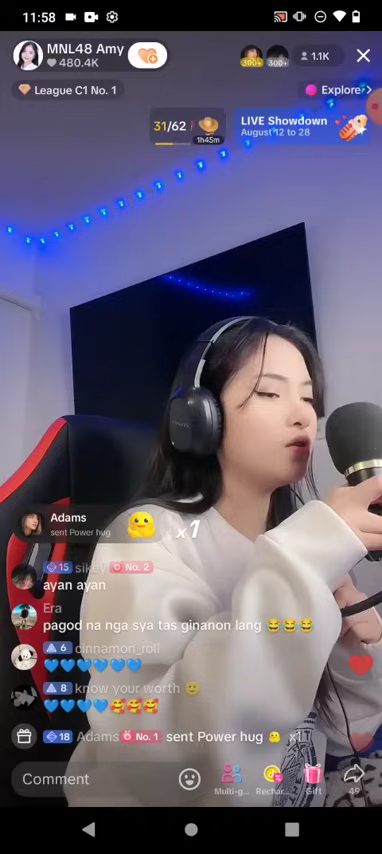 11:58
MNL48 Amy
480.4K
300+
300+
1.1K
League C1 No. 1
Explore
31/62
1h45m
LIVE Showdown
August 12 to 28
Adams
sent Power hug
x1
15 sikey No. 2
ayan ayan
Era
pagod na nga sya tas ginanon lang 😂😂😂
6 cinnamon_roll
💙💙💙💙💙💙
8 know your worth 🙂
💙💙💙💙🥰🥰🥰
18 Adams No. 1 sent Power hug x1
Comment
Multi-g...
Rechar...
Gift
49